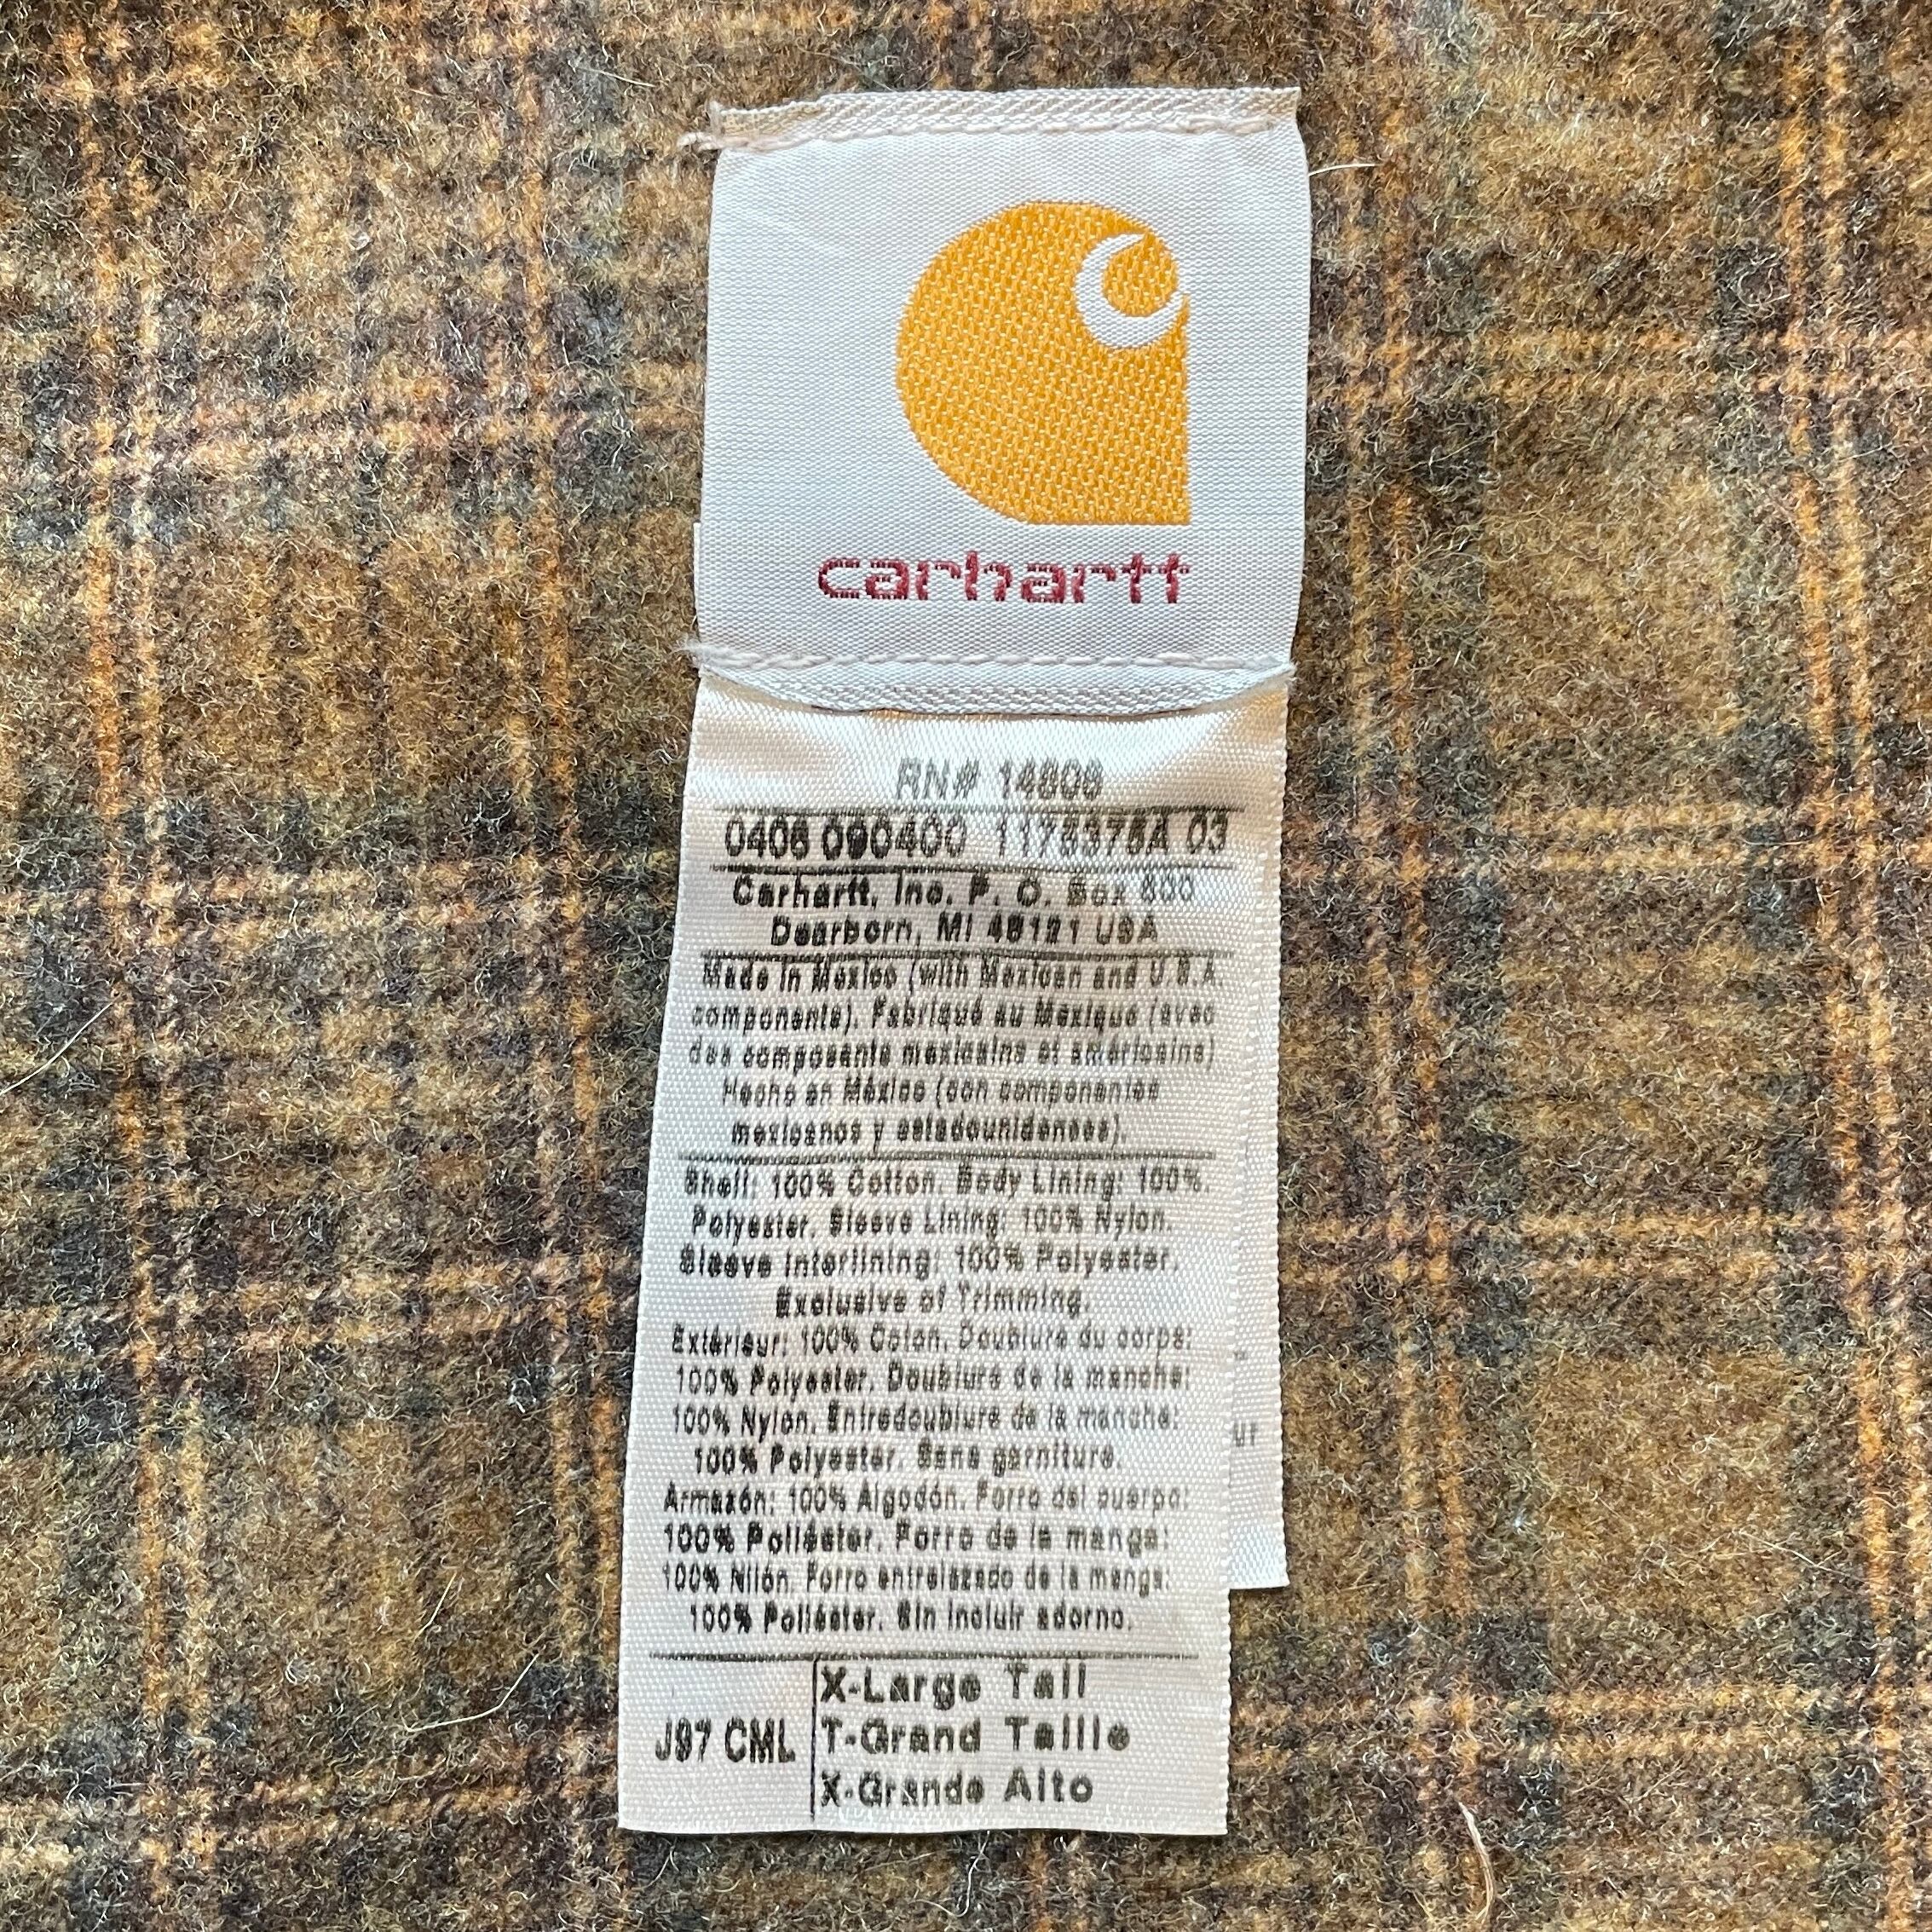 carhartt
RN# 14806
0406 090400 1175375A 03
Carhartt, Inc. P. O. Box 600
Dearborn, MI 48121 USA
Made in Mexico (with Mexican and U.S.A.
components). Fabriqué au Mexique (avec
des composants mexicains et américains)
Hecho en México (con componentes
mexicanos y estadounidenses).
Shell: 100% Cotton. Body Lining: 100%
Polyester. Sleeve Lining: 100% Nylon.
Sleeve Interlining: 100% Polyester.
Exclusive of Trimming.
Extérieur: 100% Coton. Doublure du corps:
100% Polyester. Doublure de la manche:
100% Nylon. Entredoublure de la manche:
100% Polyester. Sans garniture.
Armazón: 100% Algodón. Forro del cuerpo:
100% Poliéster. Forro de la manga:
100% Nilón. Forro entrelazado de la manga:
100% Poliéster. Sin incluir adorno.
J97 CML
X-Large Tall
T-Grand Taille
X-Grande Alto